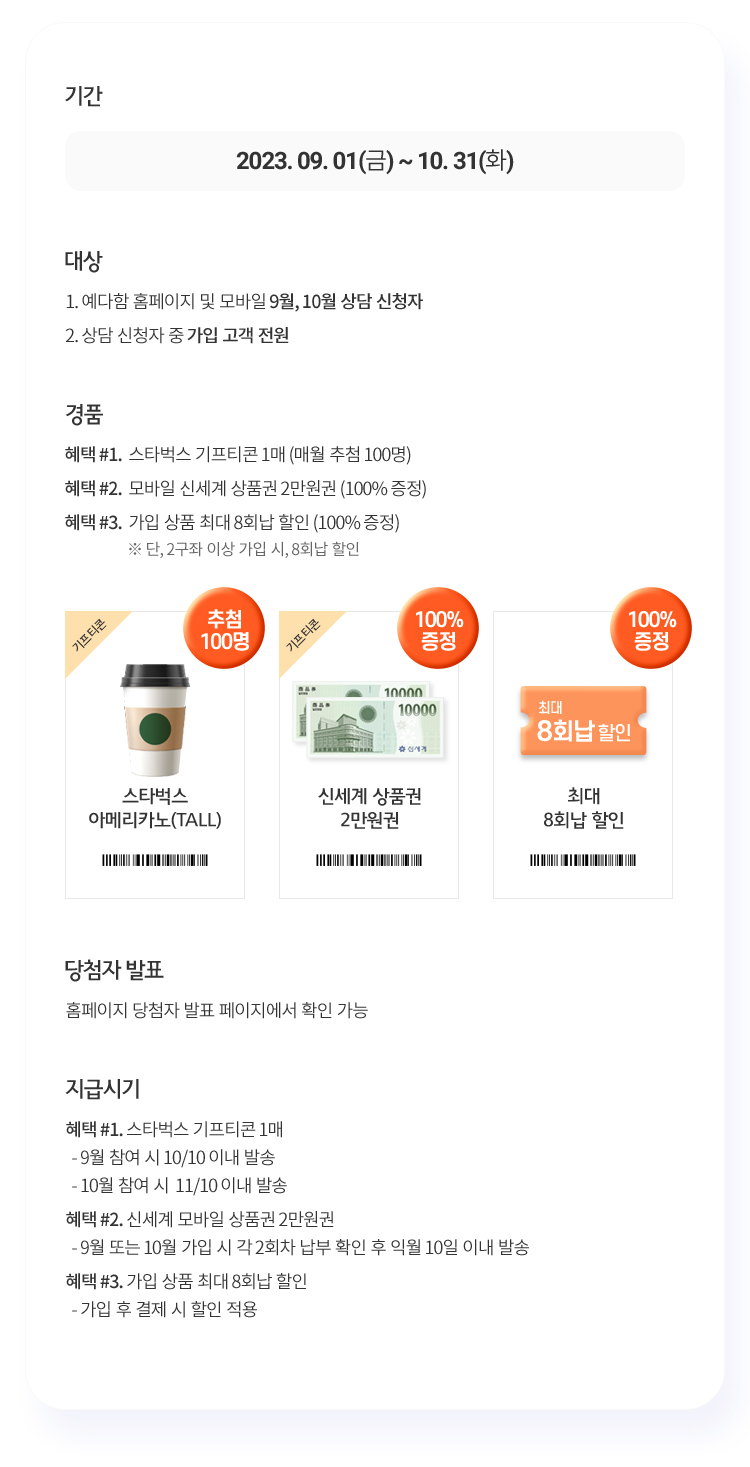 기간
2023. 09. 01(금) ~ 10. 31(화)
대상
1. 예다함 홈페이지 및 모바일 9월, 10월 상담 신청자
2. 상담 신청자 중 가입 고객 전원
경품
혜택 #1. 스타벅스 기프티콘 1매 (매월 추첨 100명)
혜택 #2. 모바일 신세계 상품권 2만원권 (100% 증정)
혜택 #3. 가입 상품 최대 8회납 할인 (100% 증정)
※ 단, 2구좌 이상 가입 시, 8회납 할인
기프티콘
추첨
100명
스타벅스
아메리카노(TALL)
기프티콘
100%
증정
商品券
10000
商品券
10000
신세계
신세계 상품권
2만원권
100%
증정
최대
8회납 할인
최대
8회납 할인
당첨자 발표
홈페이지 당첨자 발표 페이지에서 확인 가능
지급시기
혜택 #1. 스타벅스 기프티콘 1매
- 9월 참여 시 10/10 이내 발송
- 10월 참여 시 11/10 이내 발송
혜택 #2. 신세계 모바일 상품권 2만원권
- 9월 또는 10월 가입 시 각 2회차 납부 확인 후 익월 10일 이내 발송
혜택 #3. 가입 상품 최대 8회납 할인
- 가입 후 결제 시 할인 적용